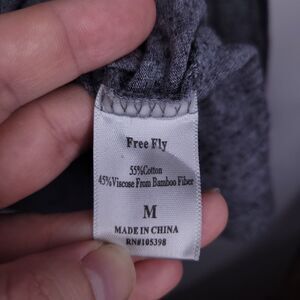 Free Fly
55%Cotton
45%Viscose From Bamboo Fiber
M
MADE IN CHINA
RN#105398